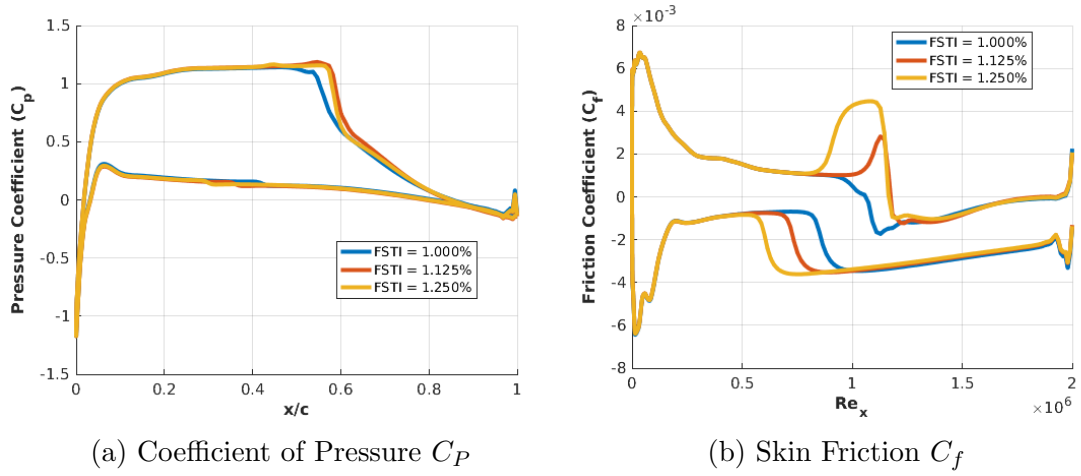 1.5
1
0.5
0
-0.5
-1
-1.5
Pressure Coefficient (C_p)
FSTI = 1.000%
FSTI = 1.125%
FSTI = 1.250%
0 0.2 0.4 0.6 0.8 1
x/c
(a) Coefficient of Pressure C_P
×10⁻³
8
6
4
2
0
-2
-4
-6
-8
Friction Coefficient (C_f)
FSTI = 1.000%
FSTI = 1.125%
FSTI = 1.250%
0 0.5 1 1.5 2
Re_x
×10⁶
(b) Skin Friction C_f